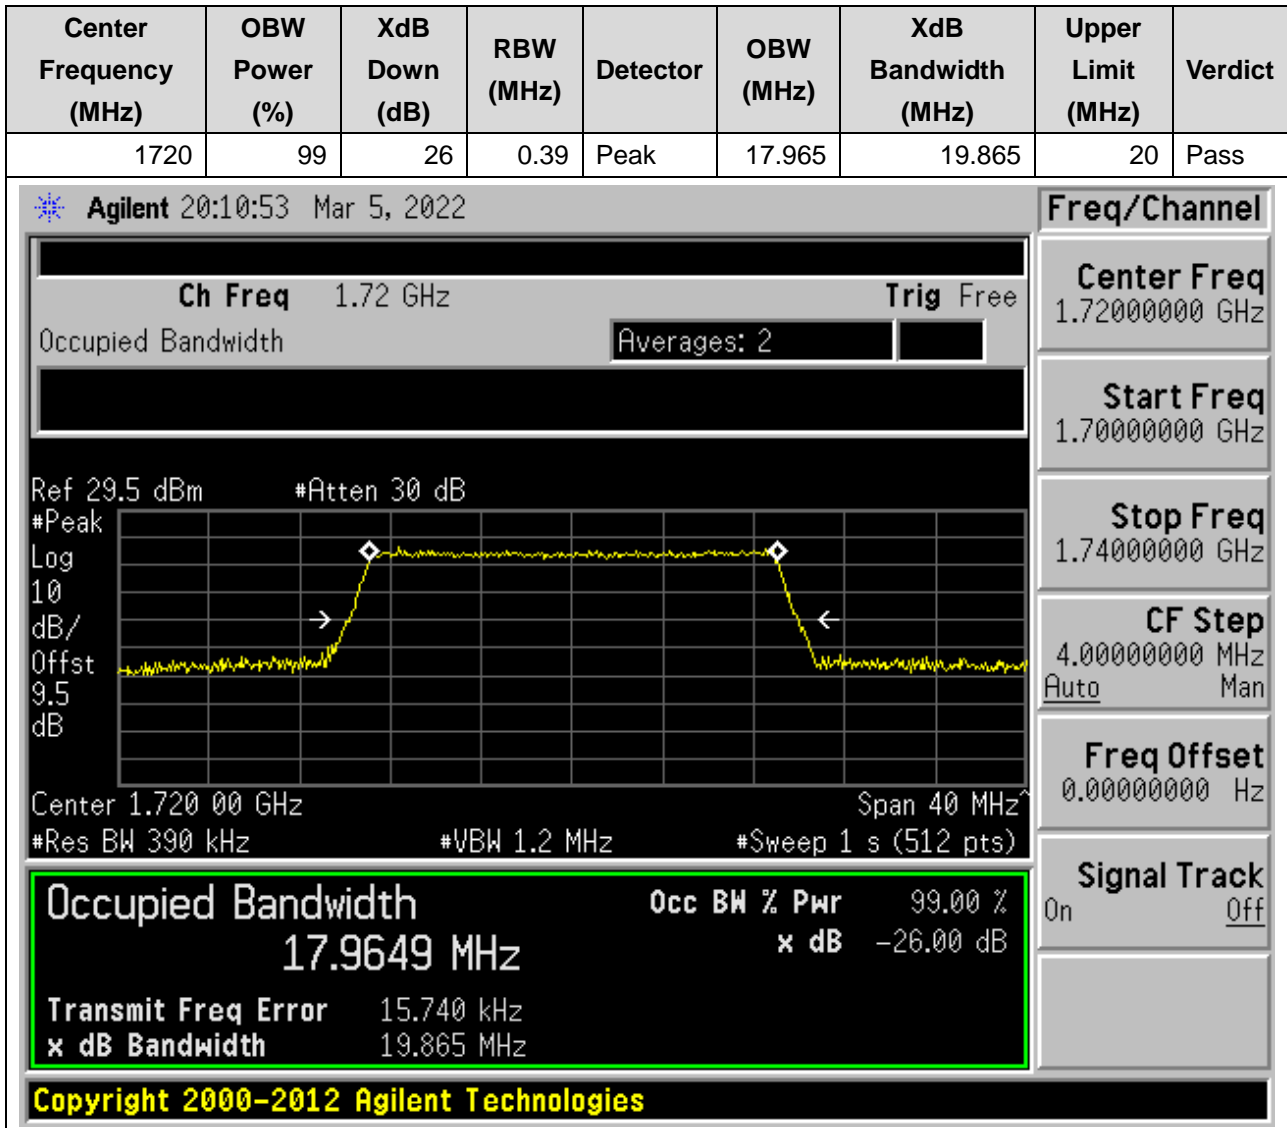 Center Frequency (MHz) OBW Power (%) XdB Down (dB) RBW (MHz) Detector OBW (MHz) XdB Bandwidth (MHz) Upper Limit (MHz) Verdict
1720 99 26 0.39 Peak 17.965 19.865 20 Pass
Agilent 20:10:53 Mar 5, 2022
Freq/Channel
Ch Freq 1.72 GHz Trig Free
Occupied Bandwidth Averages: 2
Center Freq
1.72000000 GHz
Start Freq
1.70000000 GHz
Stop Freq
1.74000000 GHz
CF Step
4.00000000 MHz
Auto Man
Freq Offset
0.00000000 Hz
Signal Track
On Off
Ref 29.5 dBm #Atten 30 dB
#Peak
Log
10
dB/
Offst
9.5
dB
Center 1.720 00 GHz Span 40 MHz^
#Res BW 390 kHz #VBW 1.2 MHz #Sweep 1 s (512 pts)
Occupied Bandwidth Occ BW % Pwr 99.00 %
17.9649 MHz x dB -26.00 dB
Transmit Freq Error 15.740 kHz
x dB Bandwidth 19.865 MHz
Copyright 2000-2012 Agilent Technologies